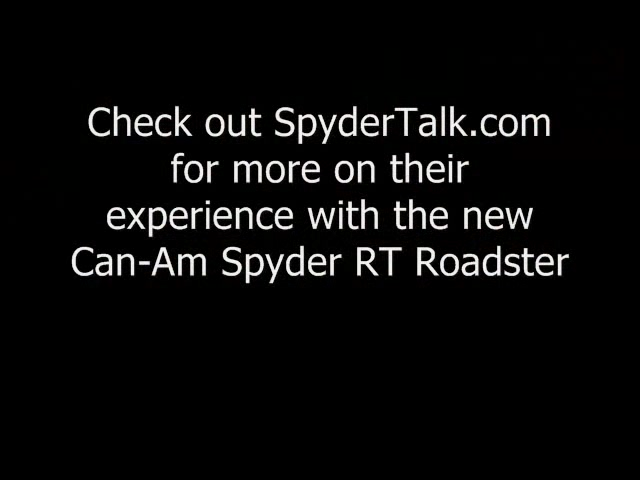 Check out SpyderTalk.com
for more on their
experience with the new
Can-Am Spyder RT Roadster